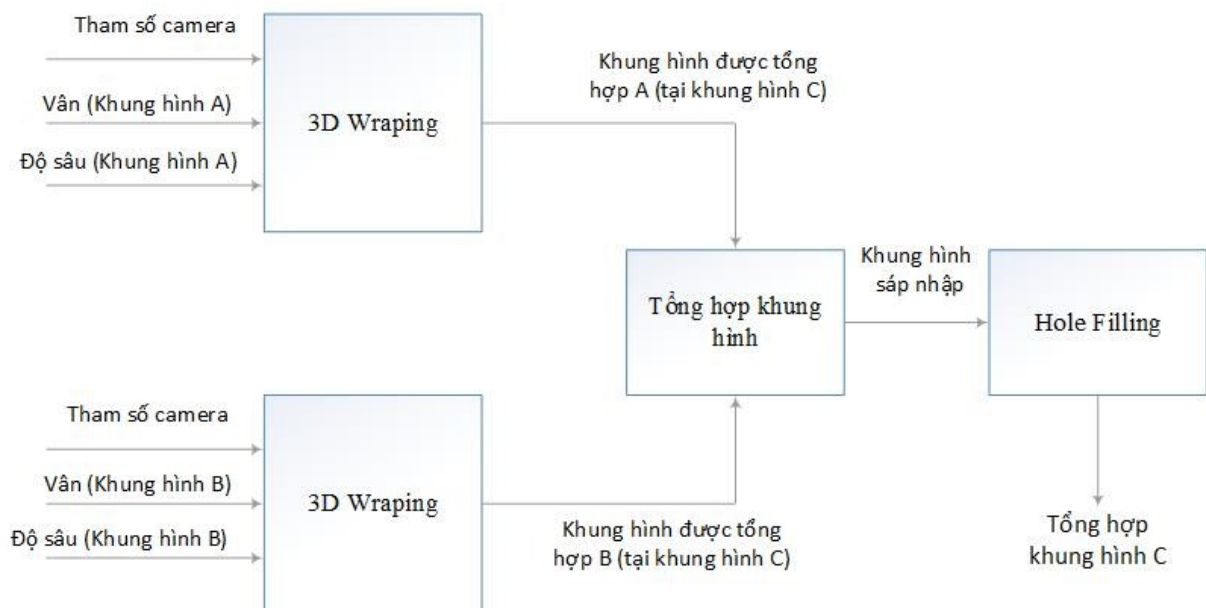 Tham số camera
Vân (Khung hình A)
Độ sâu (Khung hình A)
3D Wraping
Khung hình được tổng
hợp A (tại khung hình C)
Tổng hợp khung
hình
Khung hình
sáp nhập
Hole Filling
Tham số camera
Vân (Khung hình B)
Độ sâu (Khung hình B)
3D Wraping
Khung hình được tổng
hợp B (tại khung hình C)
Tổng hợp
khung hình C